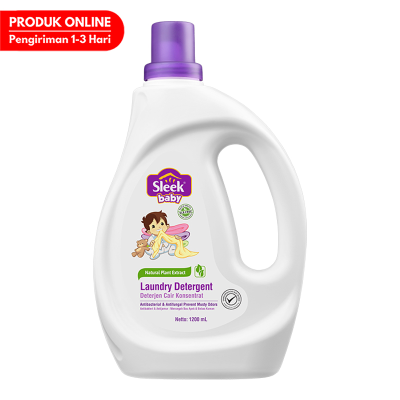 PRODUK ONLINE
Pengiriman 1-3 Hari
Sleek
baby
Natural Plant Extract
Laundry Detergent
Deterjen Cair Konsentrat
Antibacterial & Antifungal Prevent Musty Odors
Netto: 1200 mL